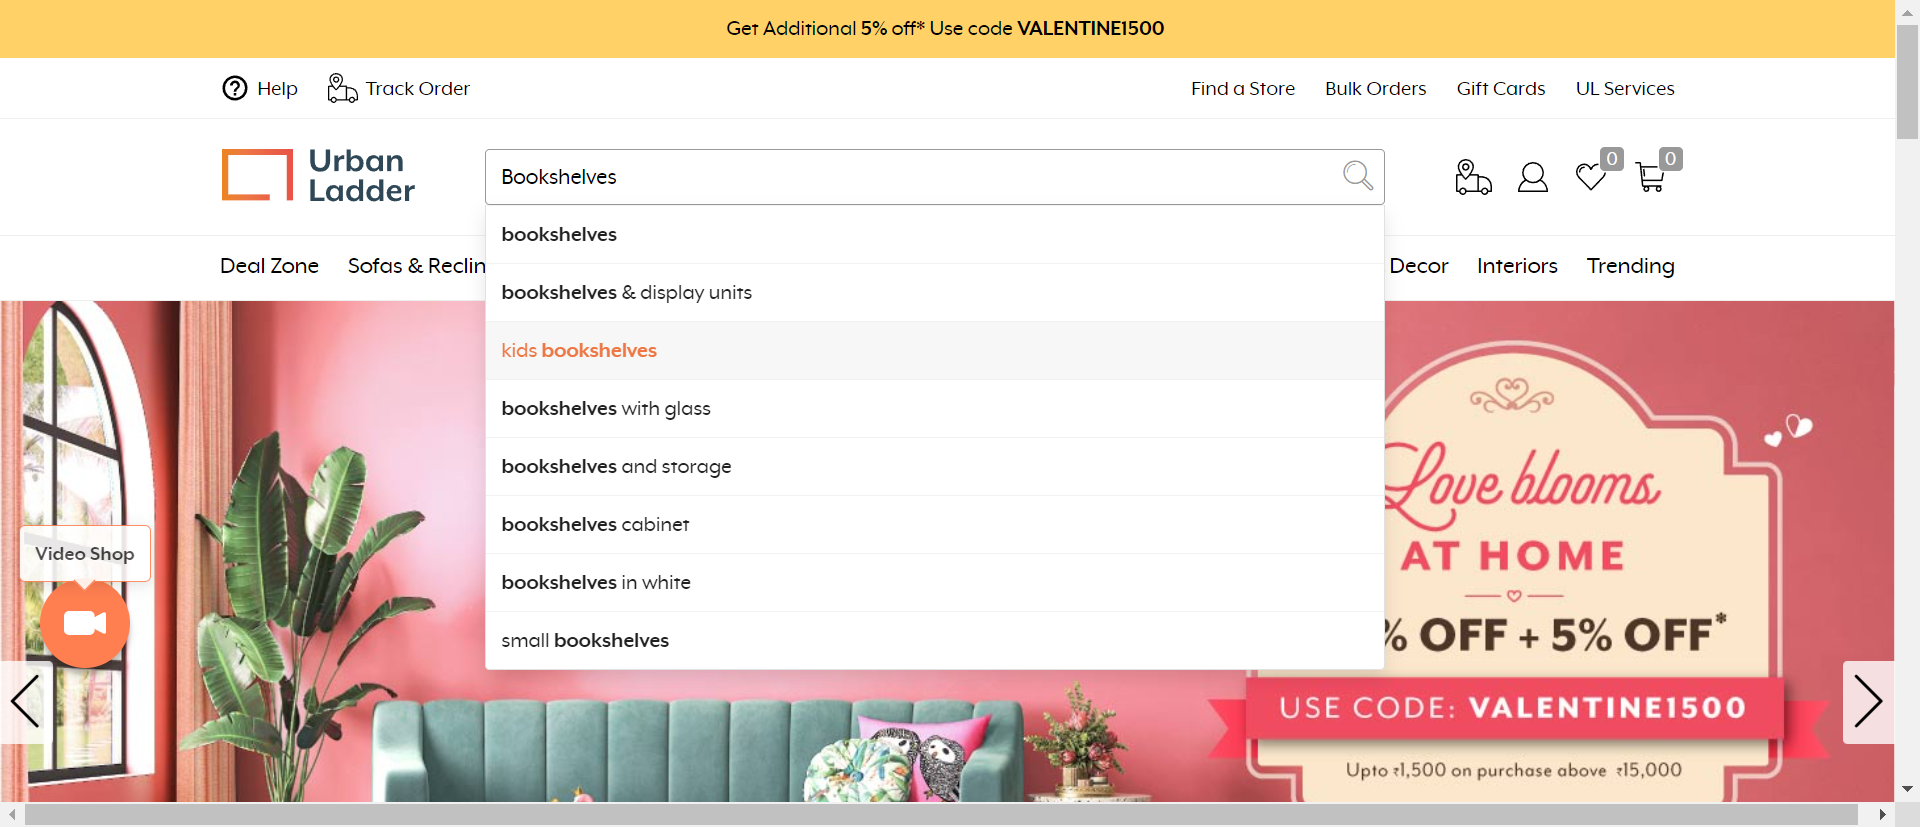 Get Additional 5% off* Use code VALENTINE1500
Help
Track Order
Find a Store
Bulk Orders
Gift Cards
UL Services
Urban
Ladder
Bookshelves
0
0
Deal Zone
Sofas & Reclin
Decor
Interiors
Trending
bookshelves
bookshelves & display units
kids bookshelves
bookshelves with glass
bookshelves and storage
bookshelves cabinet
bookshelves in white
small bookshelves
Video Shop
Love blooms
AT HOME
% OFF + 5% OFF*
USE CODE: VALENTINE1500
Upto ₹1,500 on purchase above ₹15,000